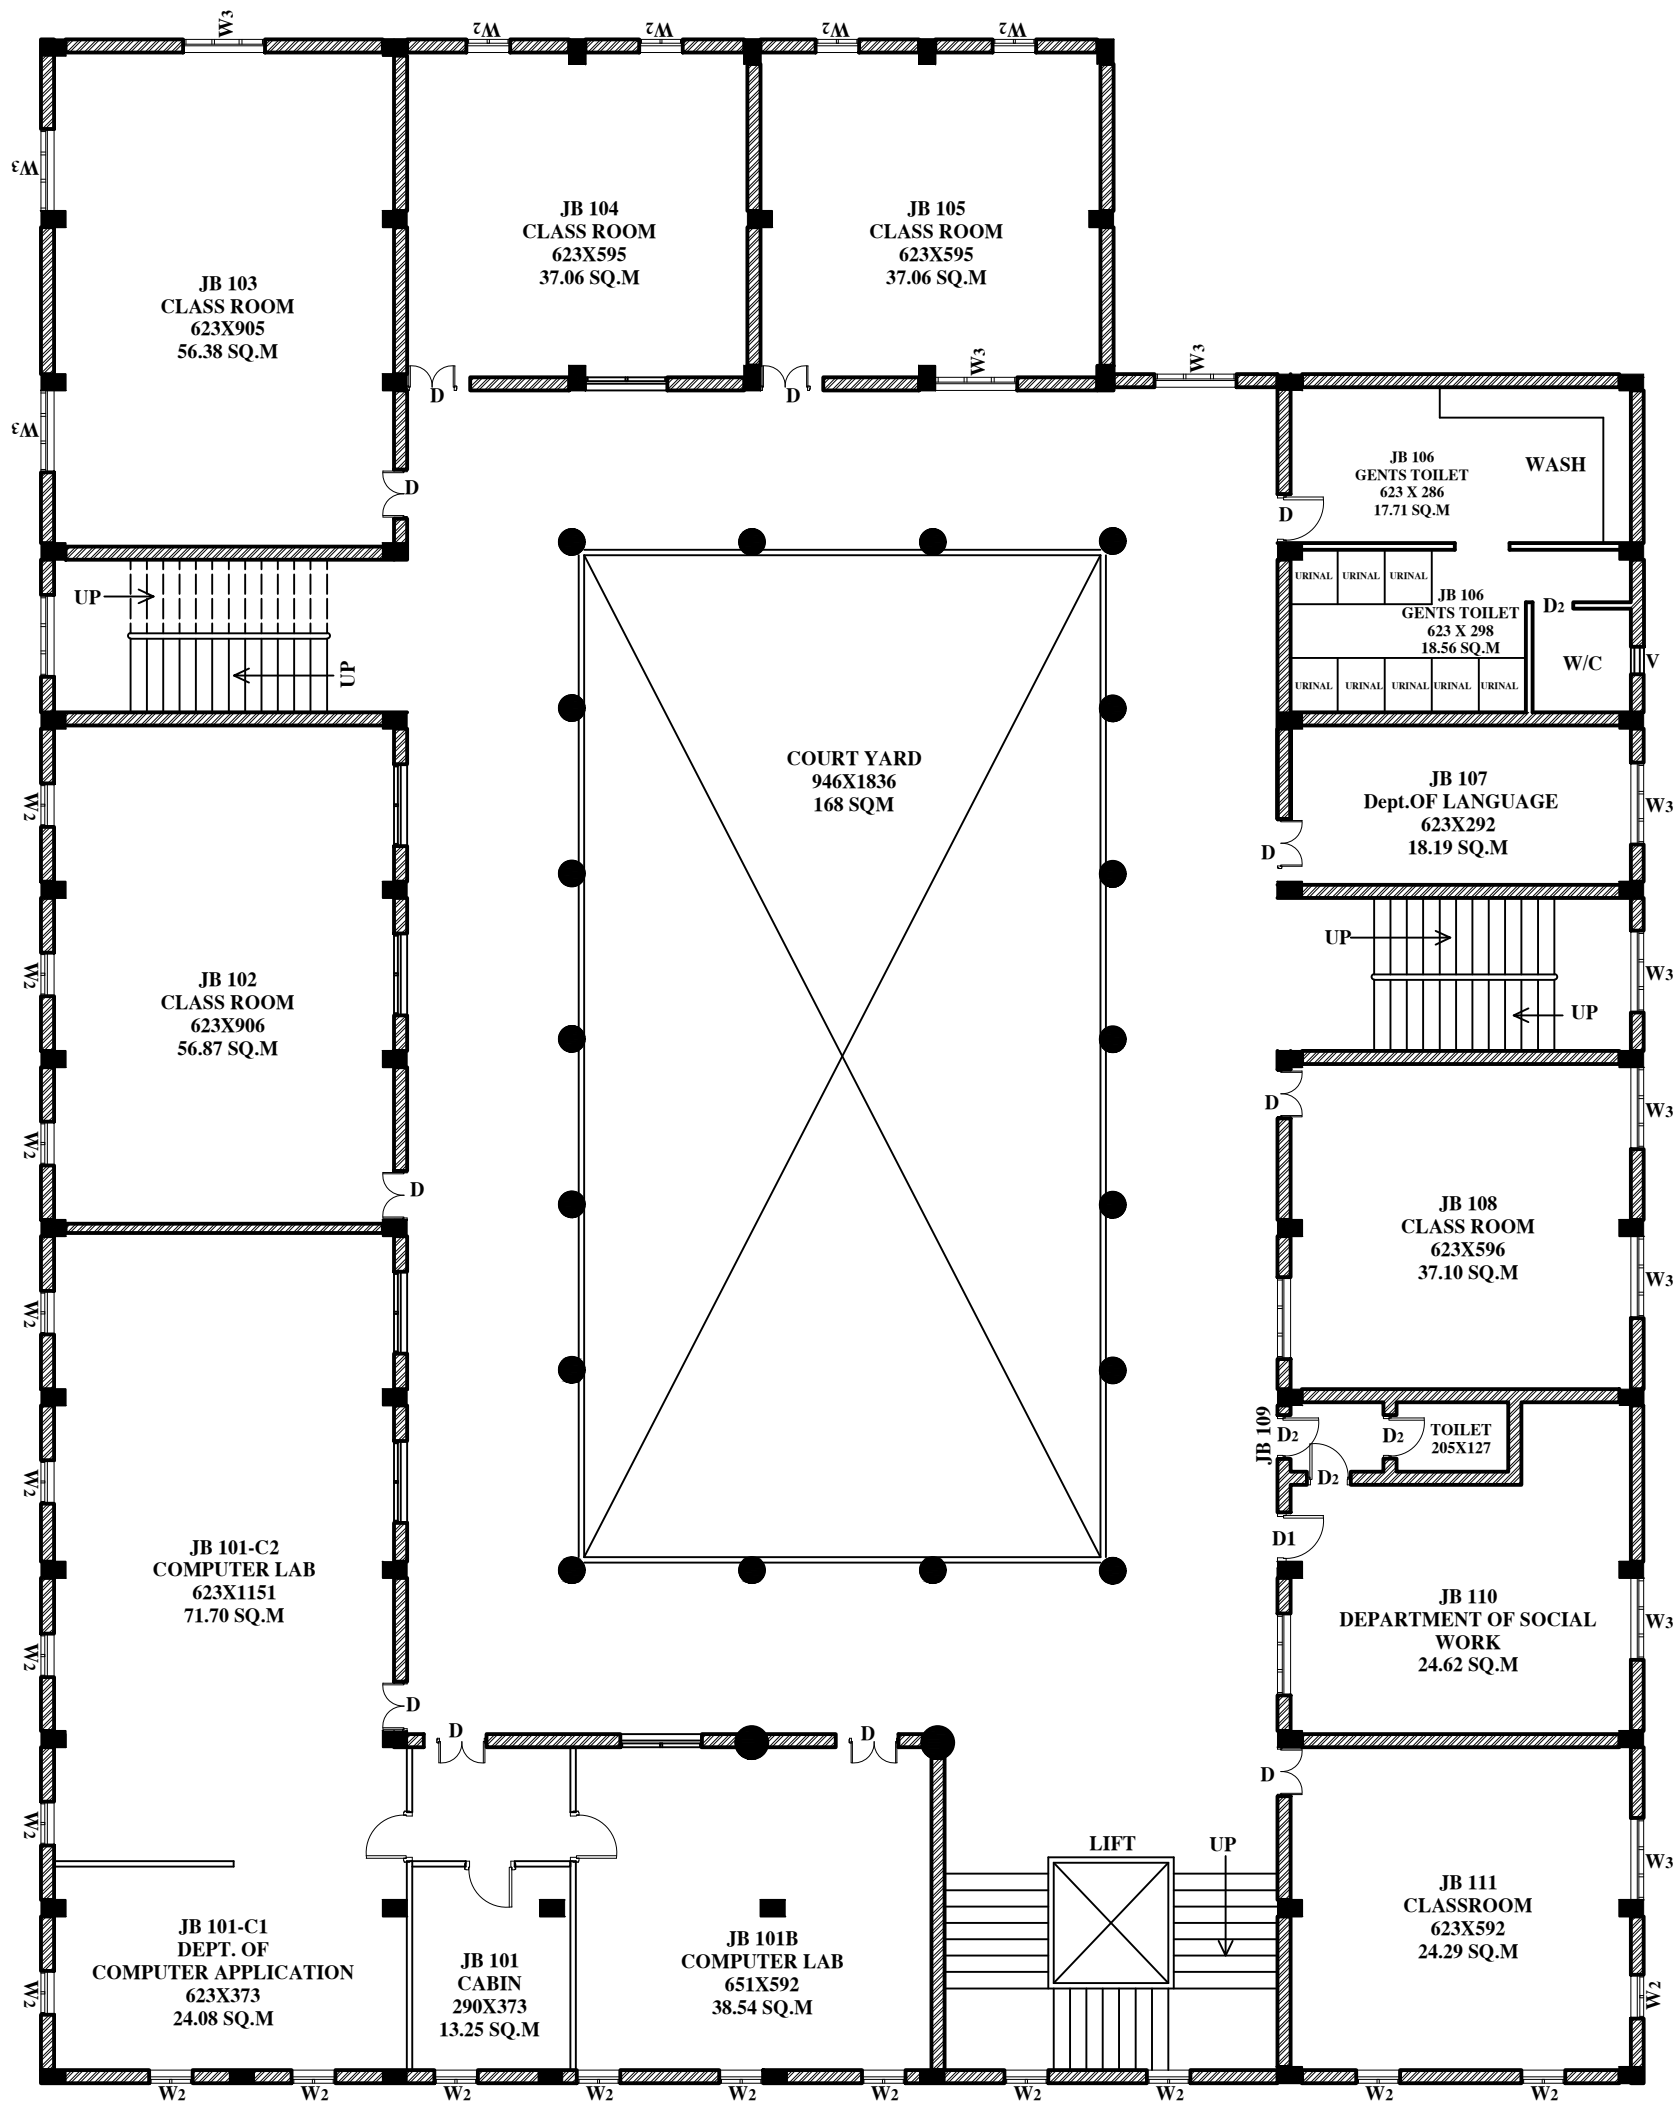 W3
W2
W2
W2
W2
W3
JB 104
CLASS ROOM
623X595
37.06 SQ.M
JB 105
CLASS ROOM
623X595
37.06 SQ.M
JB 103
CLASS ROOM
623X905
56.38 SQ.M
W3
W3
W3
D
D
D
JB 106
GENTS TOILET
623 X 286
17.71 SQ.M
WASH
D
URINAL
URINAL
URINAL
JB 106
GENTS TOILET
623 X 298
18.56 SQ.M
D2
W/C
V
URINAL
URINAL
URINAL
URINAL
URINAL
UP
UP
COURT YARD
946X1836
168 SQM
JB 107
Dept.OF LANGUAGE
623X292
18.19 SQ.M
W3
D
W2
UP
UP
W3
W2
JB 102
CLASS ROOM
623X906
56.87 SQ.M
W2
D
D
W3
JB 108
CLASS ROOM
623X596
37.10 SQ.M
W3
W2
JB 109
D2
D2
TOILET
205X127
D2
D1
W2
JB 101-C2
COMPUTER LAB
623X1151
71.70 SQ.M
W2
JB 110
DEPARTMENT OF SOCIAL
WORK
24.62 SQ.M
W3
D
D
D
D
W2
LIFT
UP
W3
JB 111
CLASSROOM
623X592
24.29 SQ.M
W2
JB 101-C1
DEPT. OF
COMPUTER APPLICATION
623X373
24.08 SQ.M
W2
JB 101
CABIN
290X373
13.25 SQ.M
JB 101B
COMPUTER LAB
651X592
38.54 SQ.M
W2
W2
W2
W2
W2
W2
W2
W2
W2
W2